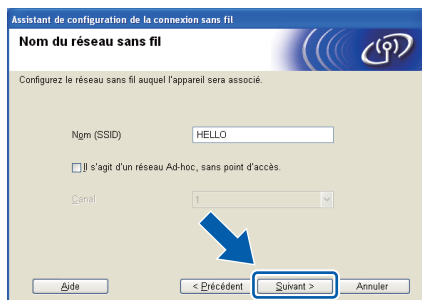 Assistant de configuration de la connexion sans fil
Nom du réseau sans fil
Configurez le réseau sans fil auquel l'appareil sera associé.
Nom (SSID) HELLO
Il s'agit d'un réseau Ad-hoc, sans point d'accès.
Canal 1
Aide < Précédent Suivant > Annuler